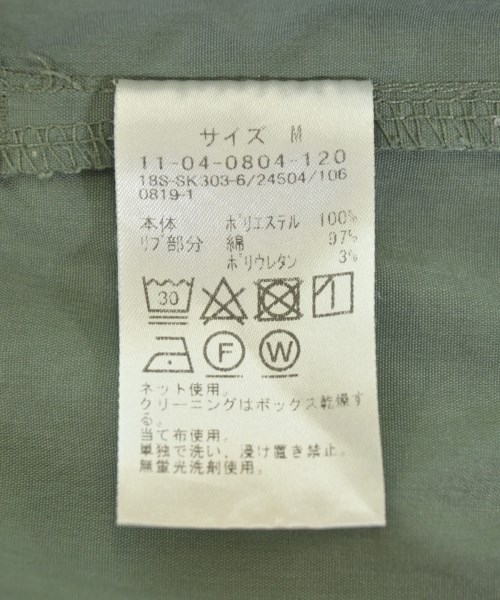 サイズ M
11-04-0804-120
18S-SK303-6/24504/106
0819-1
本体 ポリエステル 100%
リブ部分 綿 97%
ポリウレタン 3%
30
F W
ネット使用。
クリーニングはボックス乾燥す
る。
当て布使用。
単独で洗い、浸け置き禁止。
無蛍光洗剤使用。